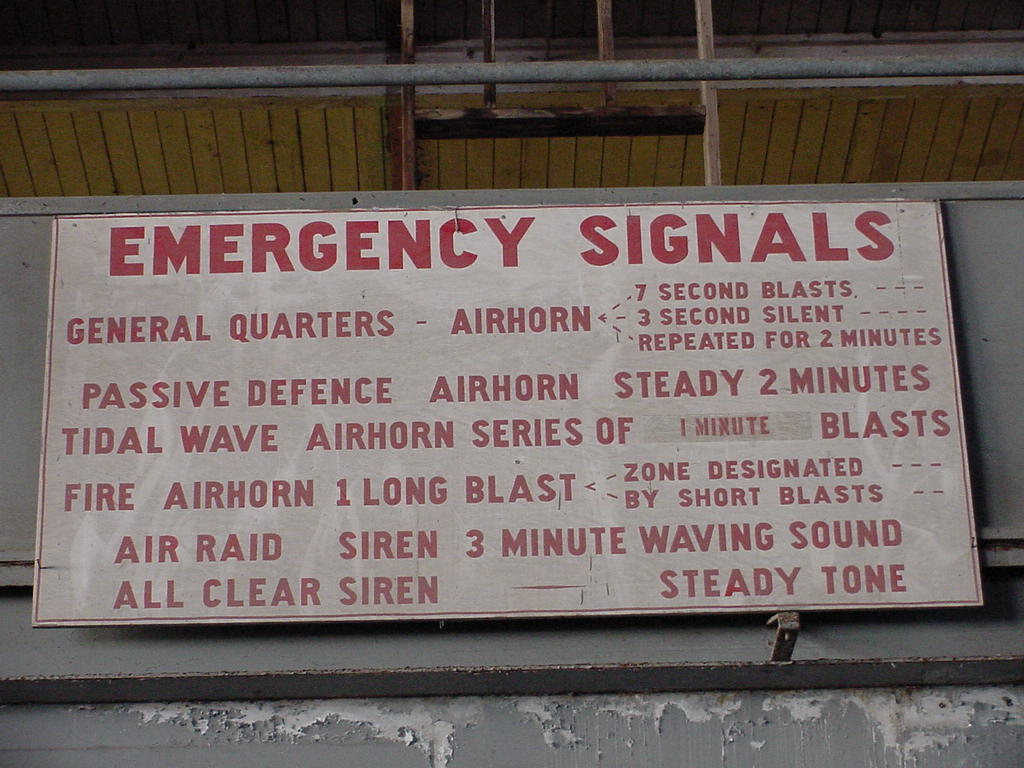 EMERGENCY SIGNALS
GENERAL QUARTERS - AIRHORN
7 SECOND BLASTS. ---
3 SECOND SILENT ----
REPEATED FOR 2 MINUTES
PASSIVE DEFENCE AIRHORN STEADY 2 MINUTES
TIDAL WAVE AIRHORN SERIES OF 1 MINUTE BLASTS
FIRE AIRHORN 1 LONG BLAST
ZONE DESIGNATED ---
BY SHORT BLASTS --
AIR RAID SIREN 3 MINUTE WAVING SOUND
ALL CLEAR SIREN — STEADY TONE